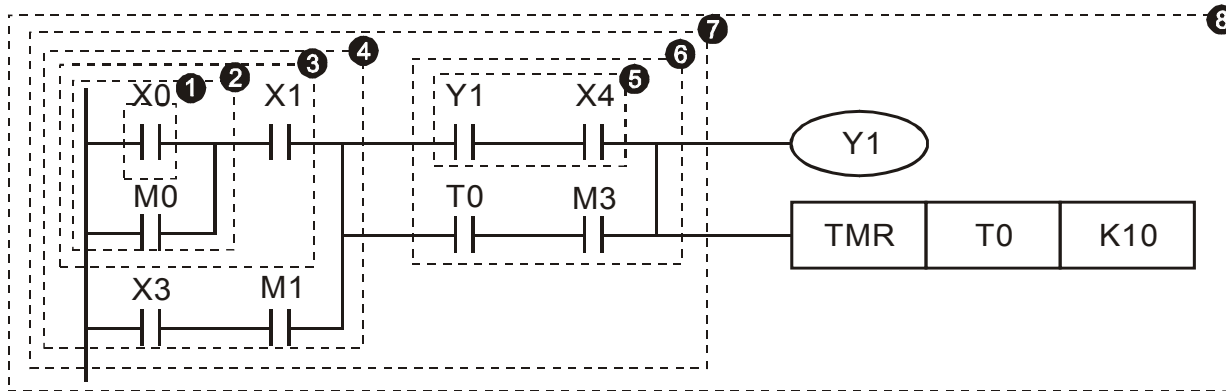 ❼ ❽
❸ ❹ ❻
❶ ❷ ❺
X0 X1 Y1 X4
Y1
M0 T0 M3
TMR T0 K10
X3 M1